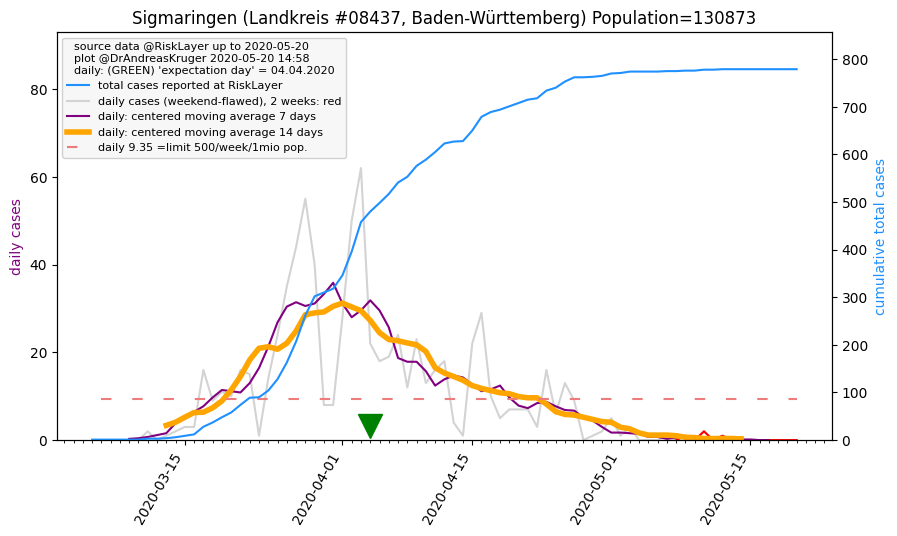 Sigmaringen (Landkreis #08437, Baden-Württemberg) Population=130873
source data @RiskLayer up to 2020-05-20
plot @DrAndreasKruger 2020-05-20 14:58
daily: (GREEN) 'expectation day' = 04.04.2020
total cases reported at RiskLayer
daily cases (weekend-flawed), 2 weeks: red
daily: centered moving average 7 days
daily: centered moving average 14 days
daily 9.35 =limit 500/week/1mio pop.
daily cases
80
60
40
20
0
cumulative total cases
800
700
600
500
400
300
200
100
0
2020-03-15
2020-04-01
2020-04-15
2020-05-01
2020-05-15